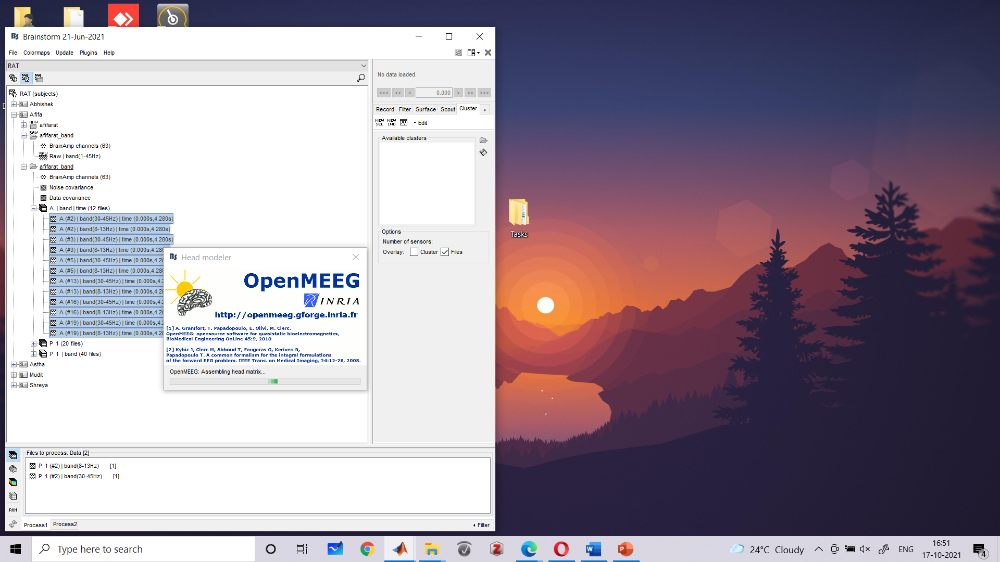 Brainstorm 21-Jun-2021
File Colormaps Update Plugins Help
RAT
RAT (subjects)
Abhishek
Afifa
RAW
afifarat
RAW
afifarat_band
BrainAmp channels (63)
RAW
Raw | band(1-45Hz)
afifarat_band
BrainAmp channels (63)
Noise covariance
Data covariance
A | band | time (12 files)
A (#2) | band(30-45Hz) | time (0.000s,4.280s)
A (#2) | band(8-13Hz) | time (0.000s,4.280s)
A (#3) | band(30-45Hz) | time (0.000s,4.280s)
A (#3) | band(8-13Hz) | time (0.000s,4.280
A (#5) | band(30-45Hz) | time (0.000s,4.28
A (#5) | band(8-13Hz) | time (0.000s,4.280
A (#13) | band(30-45Hz) | time (0.000s,4.2
A (#13) | band(8-13Hz) | time (0.000s,4.28
A (#16) | band(30-45Hz) | time (0.000s,4.2
A (#16) | band(8-13Hz) | time (0.000s,4.28
A (#19) | band(30-45Hz) | time (0.000s,4.2
A (#19) | band(8-13Hz) | time (0.000s,4.28
P 1 (20 files)
P 1 | band (40 files)
Astha
Mudit
Shreya
No data loaded.
<<< << < 0.000 > >> >>>
Record Filter Surface Scout Cluster +
NEW SEL NEW IND Edit
Available clusters
Options
Number of sensors:
Overlay: Cluster Files
Head modeler
OpenMEEG
INRIA
http://openmeeg.gforge.inria.fr
[1] A. Gramfort, T. Papadopoulo, E. Olivi, M. Clerc.
OpenMEEG: opensource software for quasistatic bioelectromagnetics,
BioMedical Engineering OnLine 45:9, 2010
[2] Kybic J, Clerc M, Abboud T, Faugeras O, Keriven R,
Papadopoulo T. A common formalism for the integral formulations
of the forward EEG problem. IEEE Trans. on Medical Imaging, 24:12-28, 2005.
OpenMEEG: Assembling head matrix...
Files to process: Data [2]
P 1 (#2) | band(8-13Hz) [1]
P 1 (#2) | band(30-45Hz) [1]
RUN
Process1 Process2
Filter
Tasks
Type here to search
24°C Cloudy
ENG
16:51
17-10-2021
4